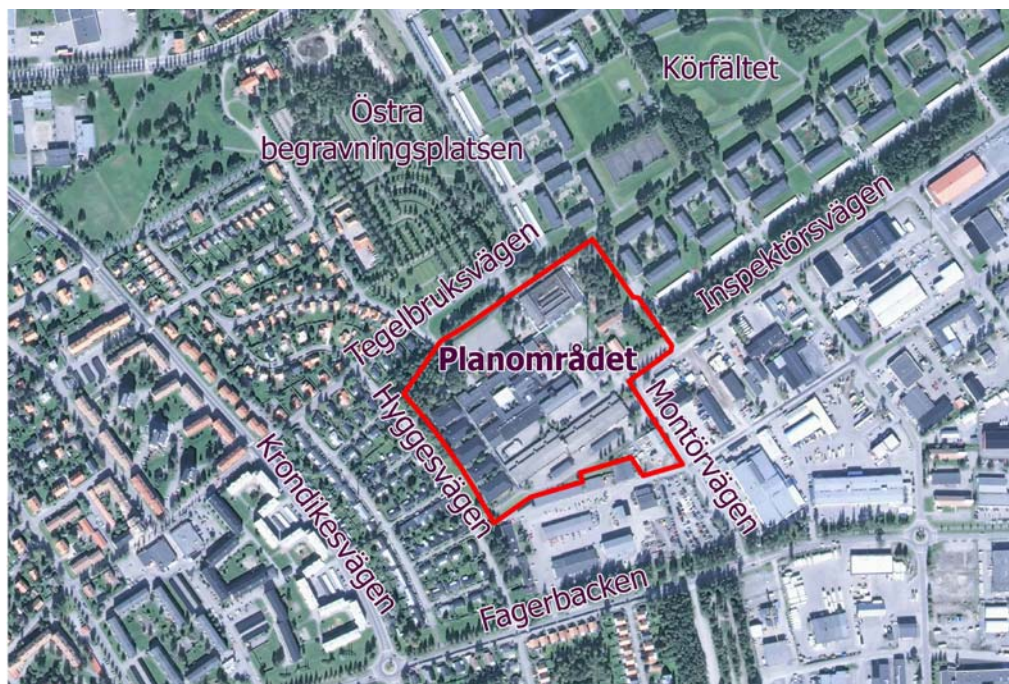 Körfältet
Östra
begravningsplatsen
Inspektörsvägen
Tegelbruksvägen
Planområdet
Hyggesvägen
Montörvägen
Krondikesvägen
Fagerbacken